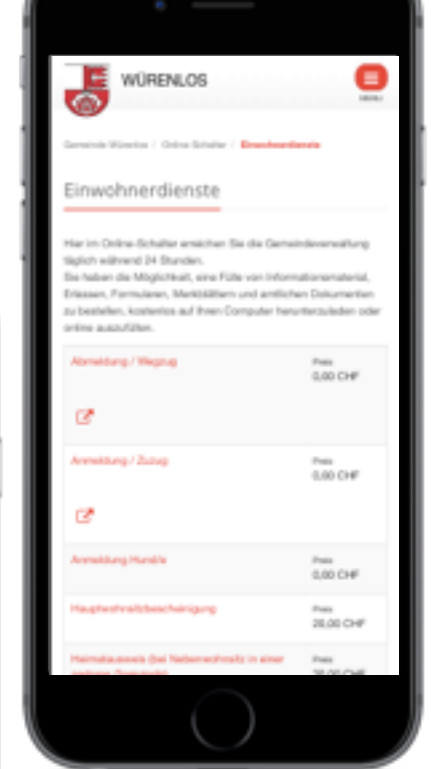 WÜRENLOS
MENU
Gemeinde Würenlos / Online-Schalter / Einwohnerdienste
Einwohnerdienste
Hier im Online-Schalter erreichen Sie die Gemeindeverwaltung
täglich während 24 Stunden.
Sie haben die Möglichkeit, eine Fülle von Informationsmaterial,
Erlassen, Formularen, Merkblättern und amtlichen Dokumenten
zu bestellen, kostenlos auf Ihren Computer herunterzuladen oder
online auszufüllen.
Abmeldung / Wegzug
Preis
0,00 CHF
Anmeldung / Zuzug
Preis
0,00 CHF
Anmeldung Hund/e
Preis
0,00 CHF
Hauptwohnsitzbescheinigung
Preis
20,00 CHF
Heimatausweis (bei Nebenwohnsitz in einer
Preis